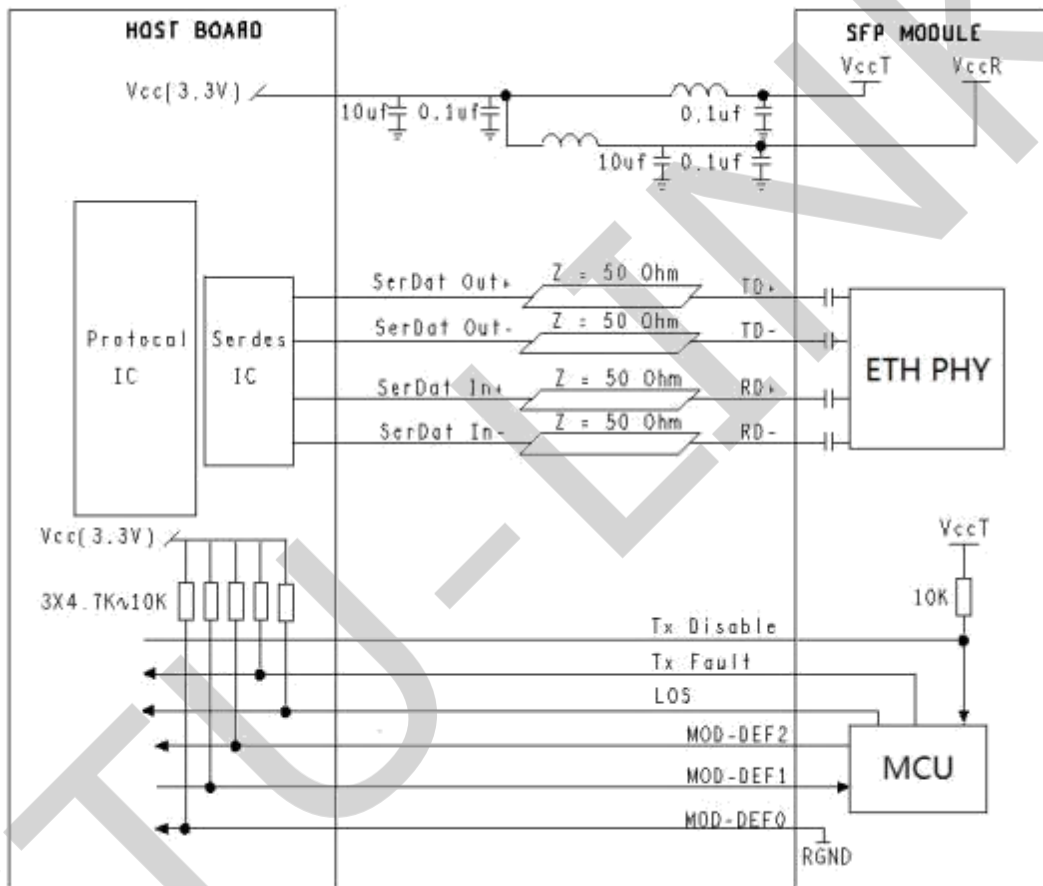 HOST BOARD
SFP MODULE
Vcc(3.3V)
VccT
VccR
10uf
0.1uf
0.1uf
10uf
0.1uf
Protocal
IC
Serdes
IC
SerDat Out+
Z = 50 Ohm
TD+
SerDat Out-
Z = 50 Ohm
TD-
SerDat In+
Z = 50 Ohm
RD+
SerDat In-
Z = 50 Ohm
RD-
ETH PHY
Vcc(3.3V)
3X4.7K~10K
VccT
10K
Tx Disable
Tx Fault
LOS
MOD-DEF2
MOD-DEF1
MOD-DEF0
MCU
RGND
TU-LINK